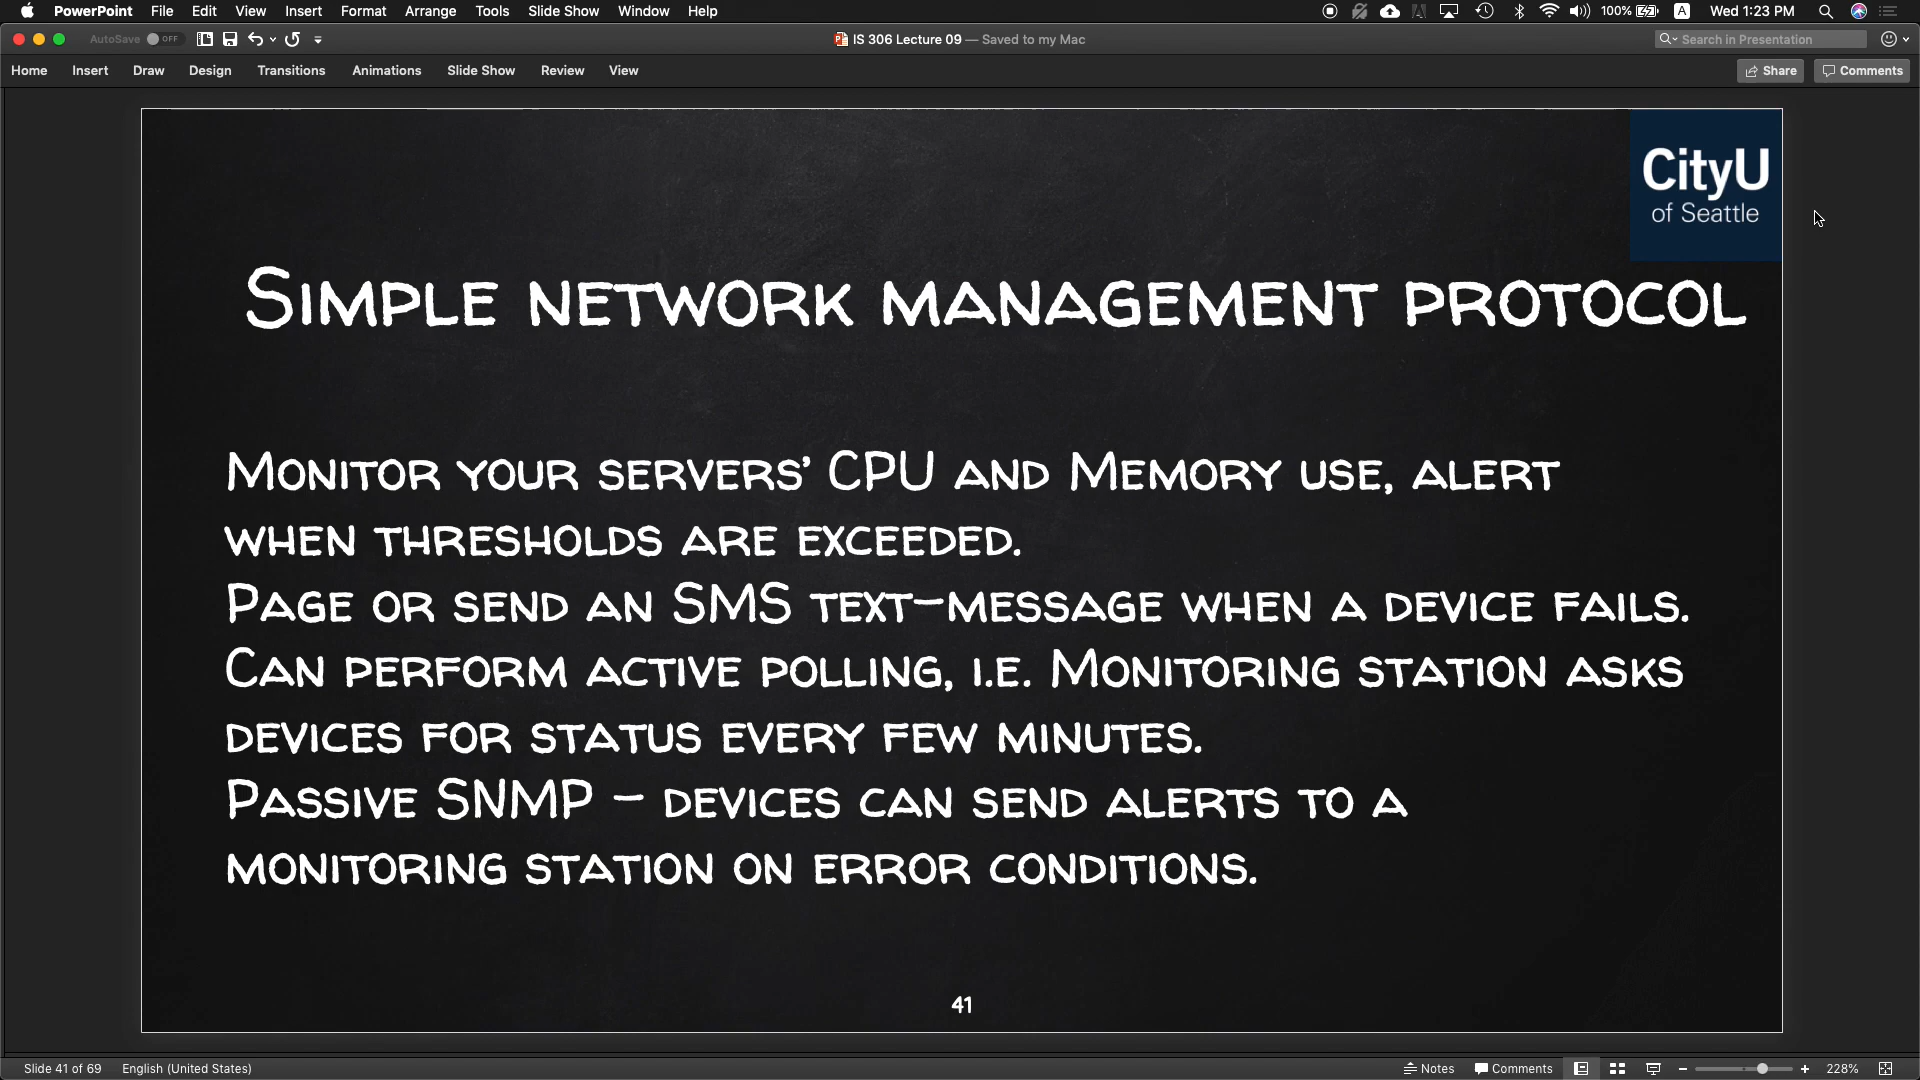 PowerPoint File Edit View Insert Format Arrange Tools Slide Show Window Help 100% A Wed 1:23 PM
AutoSave OFF IS 306 Lecture 09 — Saved to my Mac Search in Presentation
Home Insert Draw Design Transitions Animations Slide Show Review View Share Comments
CityU
of Seattle
Simple network management protocol
Monitor your servers’ CPU and Memory use, alert
when thresholds are exceeded.
Page or send an SMS text-message when a device fails.
Can perform active polling, i.e. Monitoring station asks
devices for status every few minutes.
Passive SNMP – devices can send alerts to a
monitoring station on error conditions.
41
Slide 41 of 69 English (United States) Notes Comments 228%